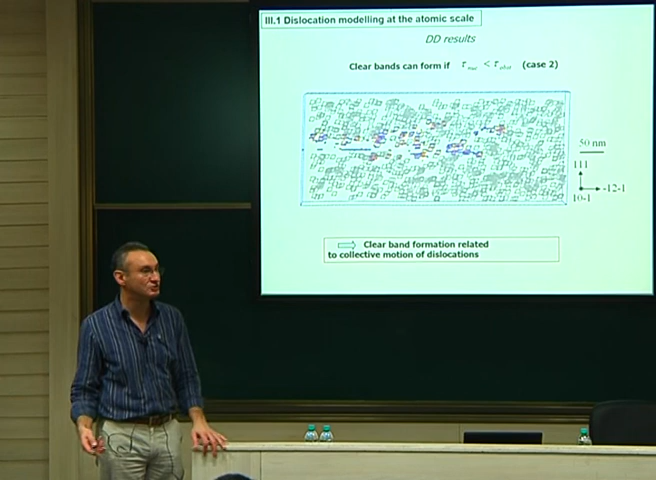 III.1 Dislocation modelling at the atomic scale
DD results
Clear bands can form if τ < τ (case 2)
50 nm
111
-12-1
10-1
Clear band formation related
to collective motion of dislocations